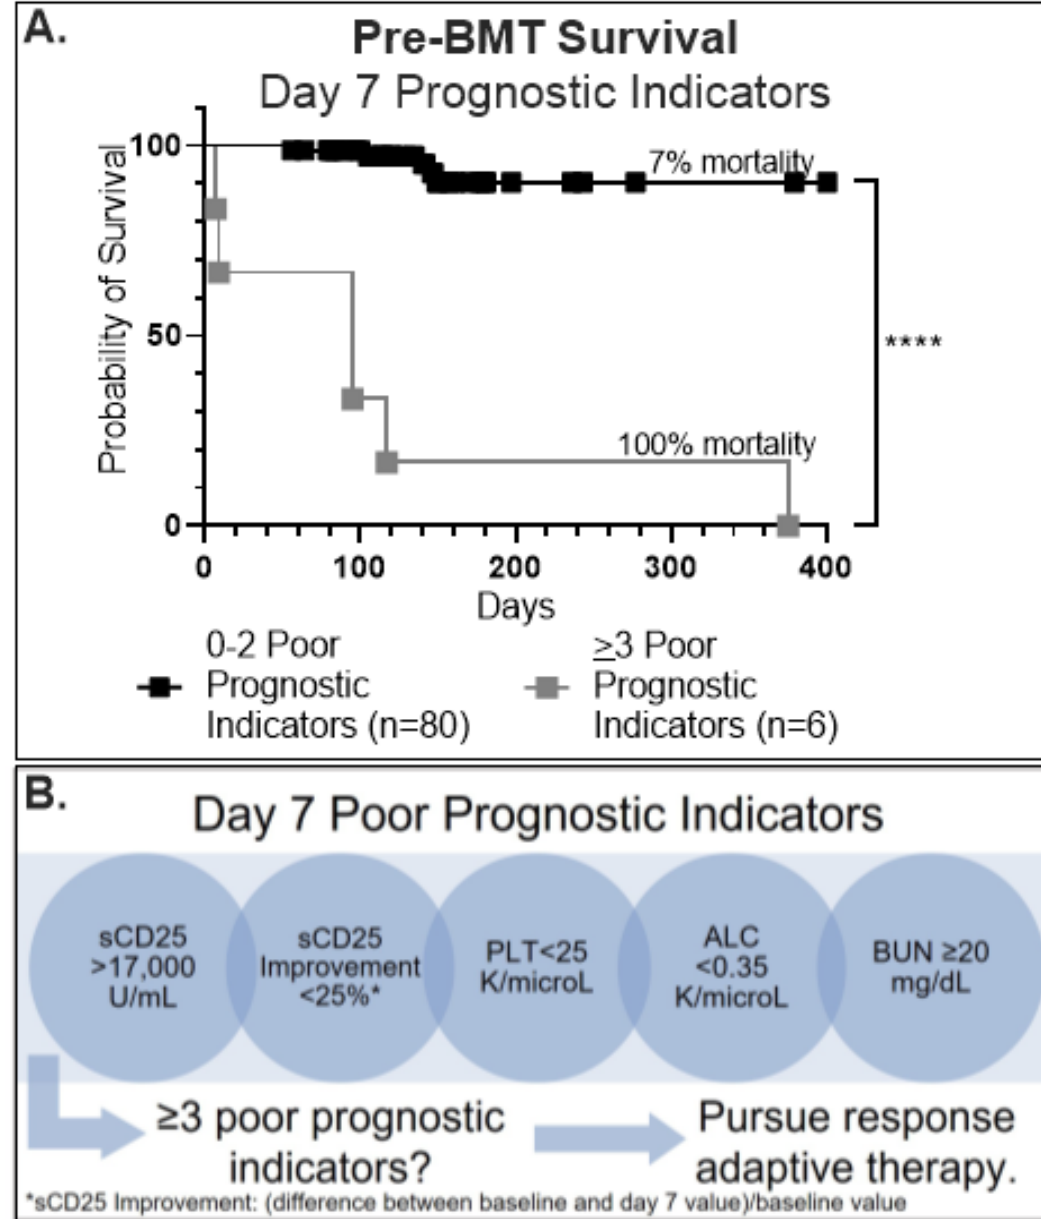 A.
Pre-BMT Survival
Day 7 Prognostic Indicators
Probability of Survival
100
50
0
7% mortality
****
100% mortality
0 100 200 300 400
Days
0-2 Poor
Prognostic
Indicators (n=80)
≥3 Poor
Prognostic
Indicators (n=6)
B.
Day 7 Poor Prognostic Indicators
sCD25
>17,000
U/mL
sCD25
Improvement
<25%*
PLT<25
K/microL
ALC
<0.35
K/microL
BUN ≥20
mg/dL
≥3 poor prognostic
indicators?
Pursue response
adaptive therapy.
*sCD25 Improvement: (difference between baseline and day 7 value)/baseline value